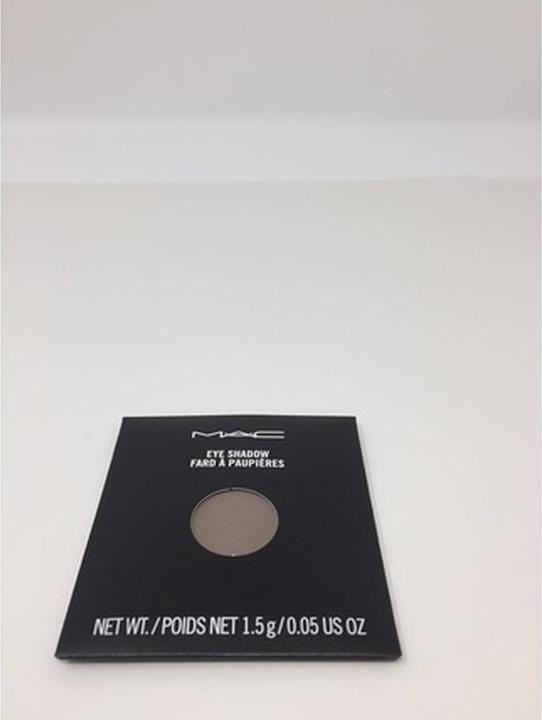 MAC
EYE SHADOW
FARD À PAUPIÈRES
NET WT./POIDS NET 1.5 g/0.05 US OZ